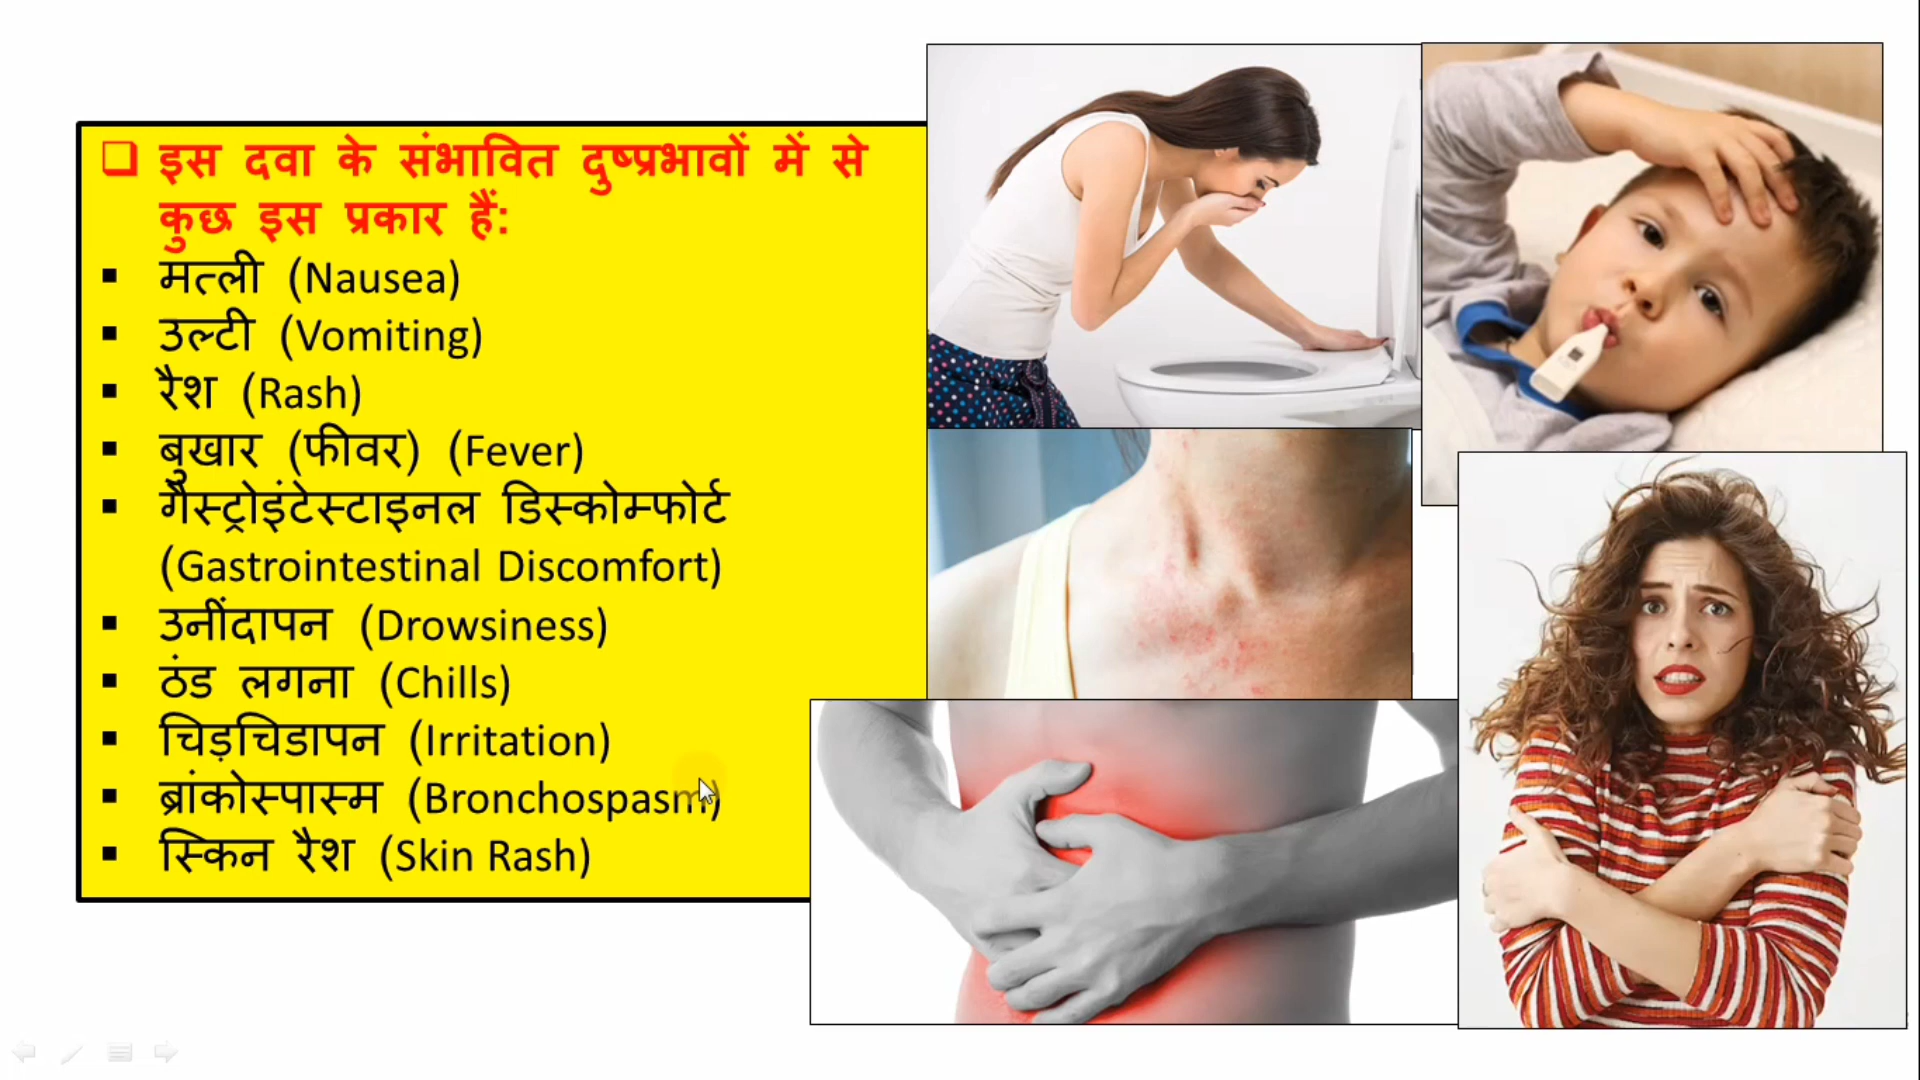 इस दवा के संभावित दुष्प्रभावों में से
कुछ इस प्रकार हैं:
मत्ली (Nausea)
उल्टी (Vomiting)
रैश (Rash)
बुखार (फीवर) (Fever)
गैस्ट्रोइंटेस्टाइनल डिस्कोम्फोर्ट
(Gastrointestinal Discomfort)
उनींदापन (Drowsiness)
ठंड लगना (Chills)
चिड़चिडापन (Irritation)
ब्रांकोस्पास्म (Bronchospasm)
स्किन रैश (Skin Rash)